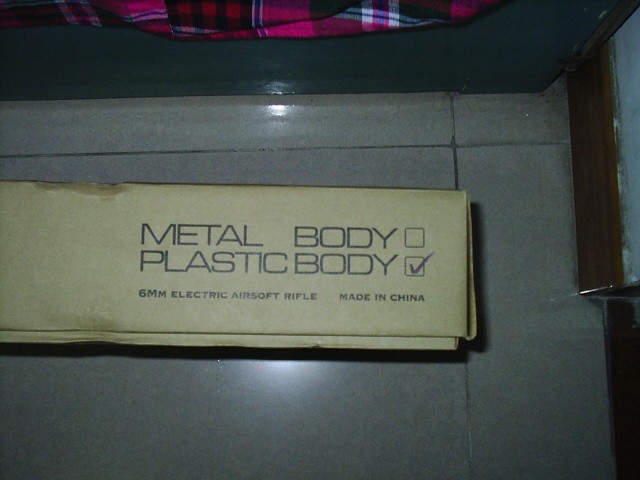 METAL BODY ☐
PLASTIC BODY ☑
6MM ELECTRIC AIRSOFT RIFLE MADE IN CHINA